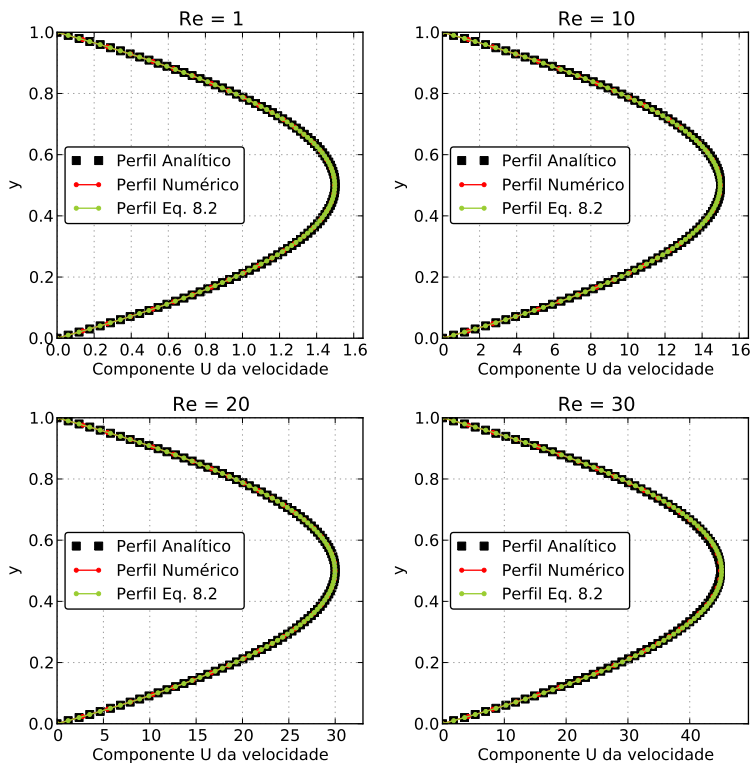 Re = 1
1.0
0.8
0.6
0.4
0.2
0.0
y
Perfil Analítico
Perfil Numérico
Perfil Eq. 8.2
0.0 0.2 0.4 0.6 0.8 1.0 1.2 1.4 1.6
Componente U da velocidade
Re = 10
1.0
0.8
0.6
0.4
0.2
0.0
y
Perfil Analítico
Perfil Numérico
Perfil Eq. 8.2
0 2 4 6 8 10 12 14 16
Componente U da velocidade
Re = 20
1.0
0.8
0.6
0.4
0.2
0.0
y
Perfil Analítico
Perfil Numérico
Perfil Eq. 8.2
0 5 10 15 20 25 30
Componente U da velocidade
Re = 30
1.0
0.8
0.6
0.4
0.2
0.0
y
Perfil Analítico
Perfil Numérico
Perfil Eq. 8.2
0 10 20 30 40
Componente U da velocidade